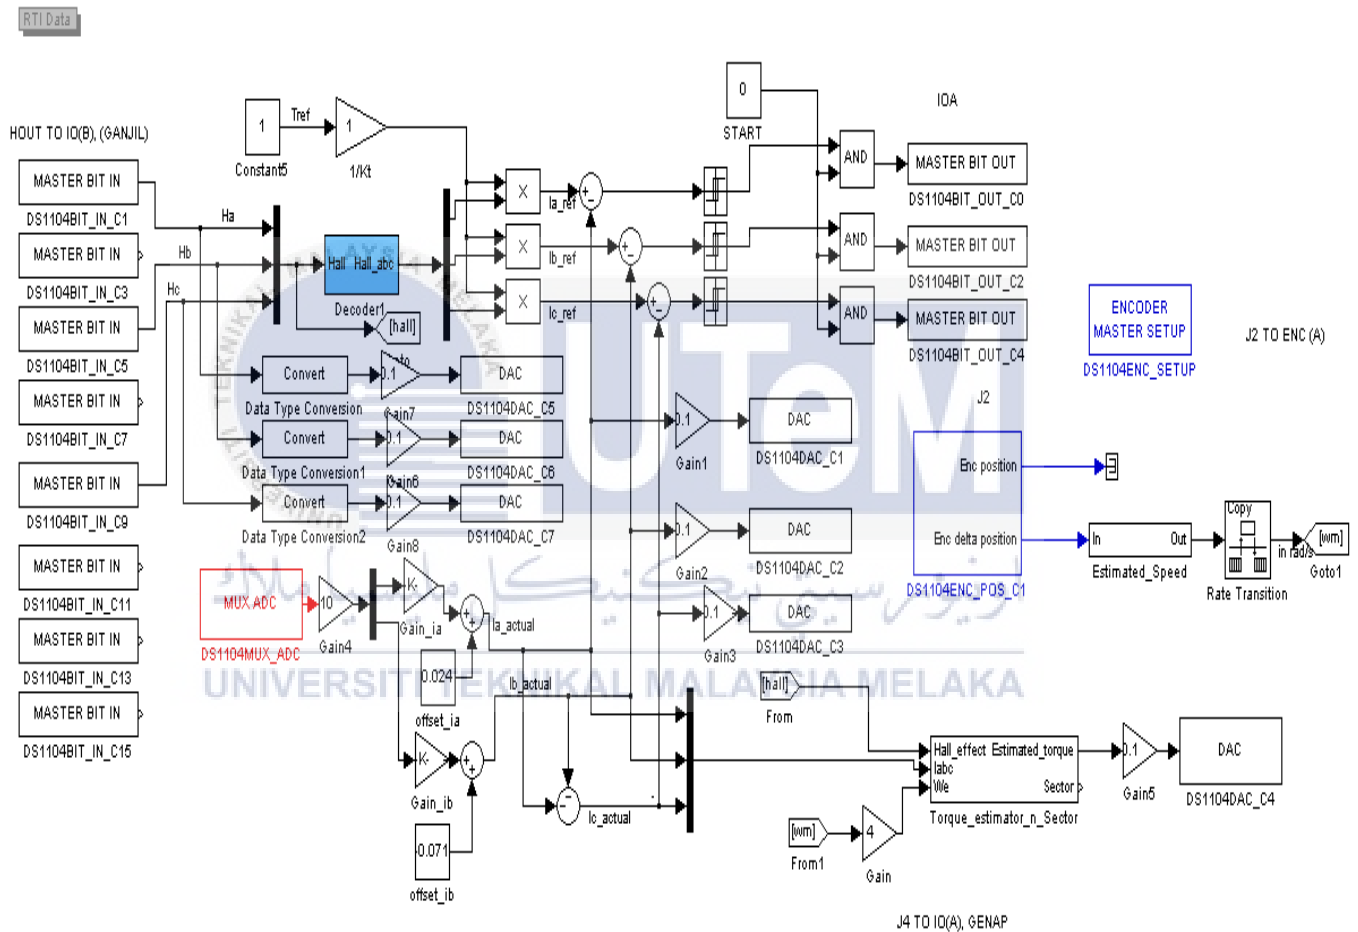 RTI Data
HOUT TO IO(B), (GANJIL)
MASTER BIT IN
DS1104BIT_IN_C1
MASTER BIT IN
DS1104BIT_IN_C3
MASTER BIT IN
DS1104BIT_IN_C5
MASTER BIT IN
DS1104BIT_IN_C7
MASTER BIT IN
DS1104BIT_IN_C9
MASTER BIT IN
DS1104BIT_IN_C11
MASTER BIT IN
DS1104BIT_IN_C13
MASTER BIT IN
DS1104BIT_IN_C15
Ha
Hb
Hc
1
Constant5
Tref
1
1/Kt
Hall Hall_abc
Decoder1
[hall]
X
X
X
Ia_ref
Ib_ref
Ic_ref
0
START
AND
AND
AND
IOA
MASTER BIT OUT
DS1104BIT_OUT_C0
MASTER BIT OUT
DS1104BIT_OUT_C2
MASTER BIT OUT
DS1104BIT_OUT_C4
Convert
Data Type Conversion
0.1
Gain7
DAC
DS1104DAC_C5
Convert
Data Type Conversion1
0.1
Gain6
DAC
DS1104DAC_C6
Convert
Data Type Conversion2
0.1
Gain8
DAC
DS1104DAC_C7
0.1
Gain1
DAC
DS1104DAC_C1
0.1
Gain2
DAC
DS1104DAC_C2
0.1
Gain3
DAC
DS1104DAC_C3
MUX ADC
DS1104MUX_ADC
10
Gain4
K-
Gain_ia
0.024
offset_ia
Ia_actual
K-
Gain_ib
-0.071
offset_ib
Ib_actual
Ic_actual
ENCODER
MASTER SETUP
DS1104ENC_SETUP
J2 TO ENC (A)
J2
Enc position
Enc delta position
DS1104ENC_POS_C1
In Out
Estimated_Speed
Copy
Rate Transition
in rad/s
[wm]
Goto1
[hall]
From
[wm]
From1
4
Gain
Hall_effect Estimated_torque
Iabc
We Sector
Torque_estimator_n_Sector
0.1
Gain5
DAC
DS1104DAC_C4
J4 TO IO(A), GENAP
UTeM
TEKNIKAL MALAYSIA MELAKA
UNIVERSITI
اونيورسيتي تيكنيكل مليسيا ملاك
UNIVERSITI TEKNIKAL MALAYSIA MELAKA